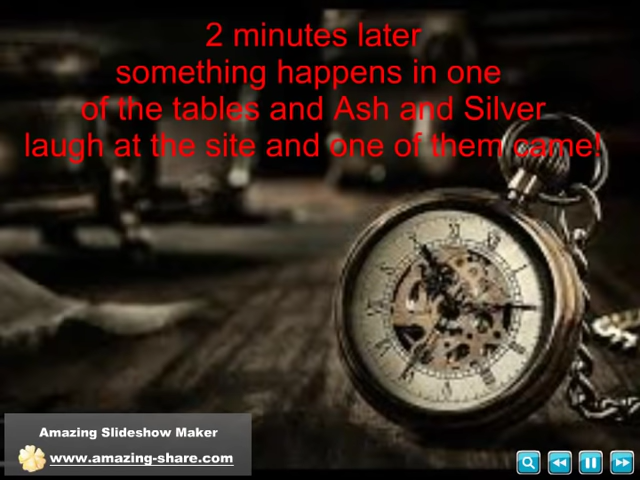 2 minutes later
something happens in one
of the tables and Ash and Silver
laugh at the site and one of them came!
Amazing Slideshow Maker
www.amazing-share.com